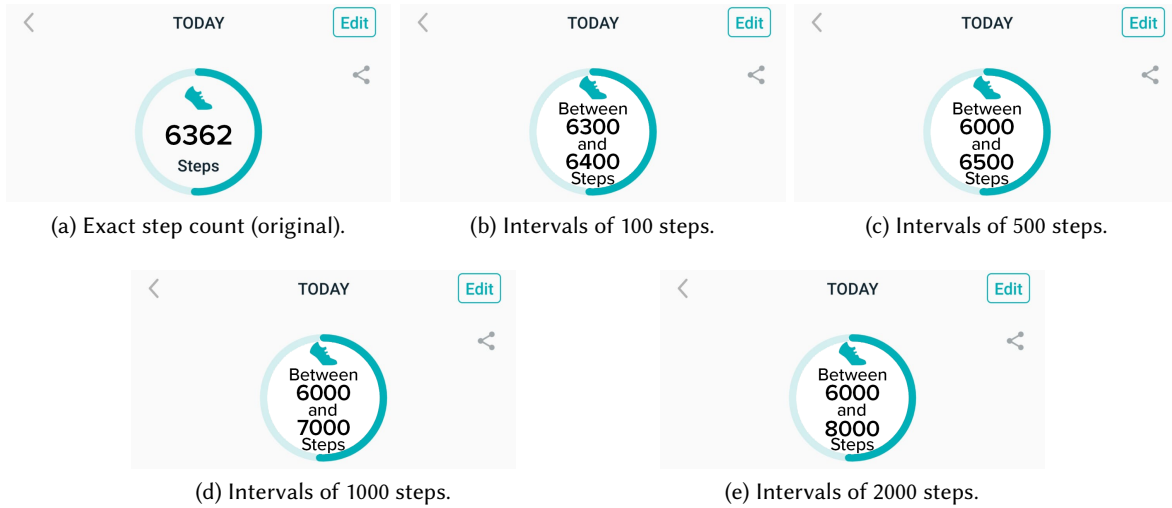 TODAY
Edit
6362
Steps
(a) Exact step count (original).
TODAY
Edit
Between
6300
and
6400
Steps
(b) Intervals of 100 steps.
TODAY
Edit
Between
6000
and
6500
Steps
(c) Intervals of 500 steps.
TODAY
Edit
Between
6000
and
7000
Steps
(d) Intervals of 1000 steps.
TODAY
Edit
Between
6000
and
8000
Steps
(e) Intervals of 2000 steps.